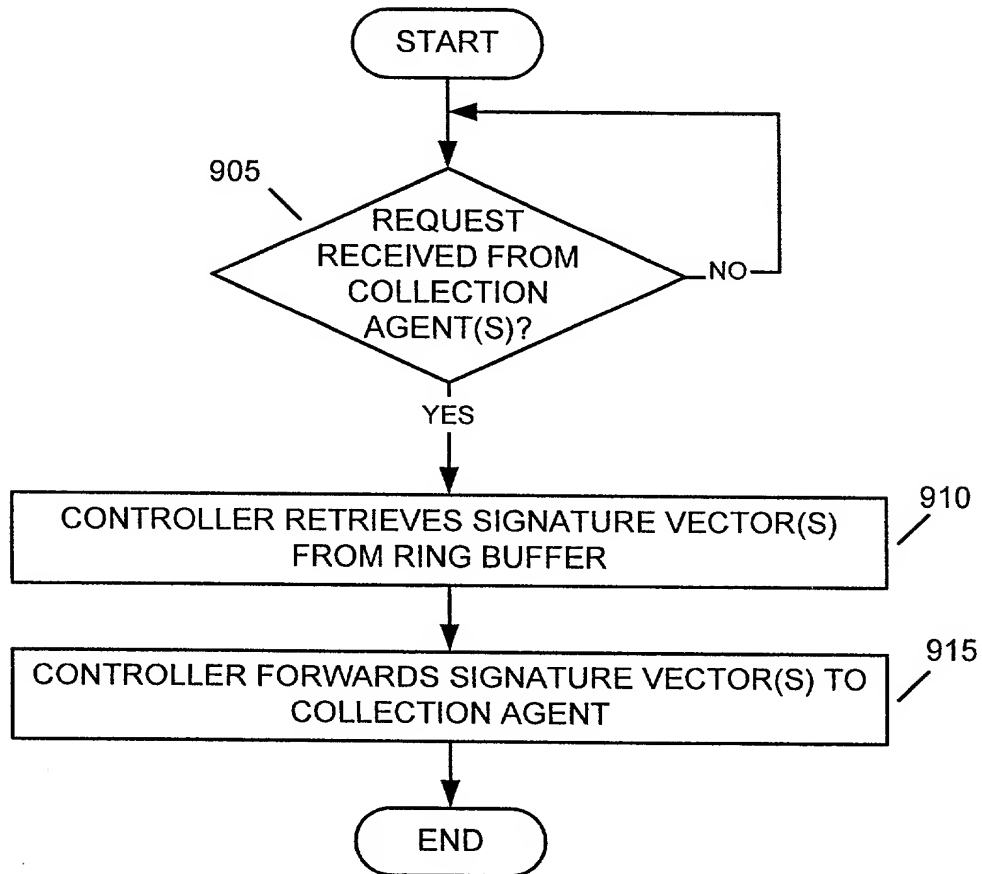 START
905
REQUEST
RECEIVED FROM
COLLECTION
AGENT(S)?
NO
YES
910
CONTROLLER RETRIEVES SIGNATURE VECTOR(S)
FROM RING BUFFER
915
CONTROLLER FORWARDS SIGNATURE VECTOR(S) TO
COLLECTION AGENT
END